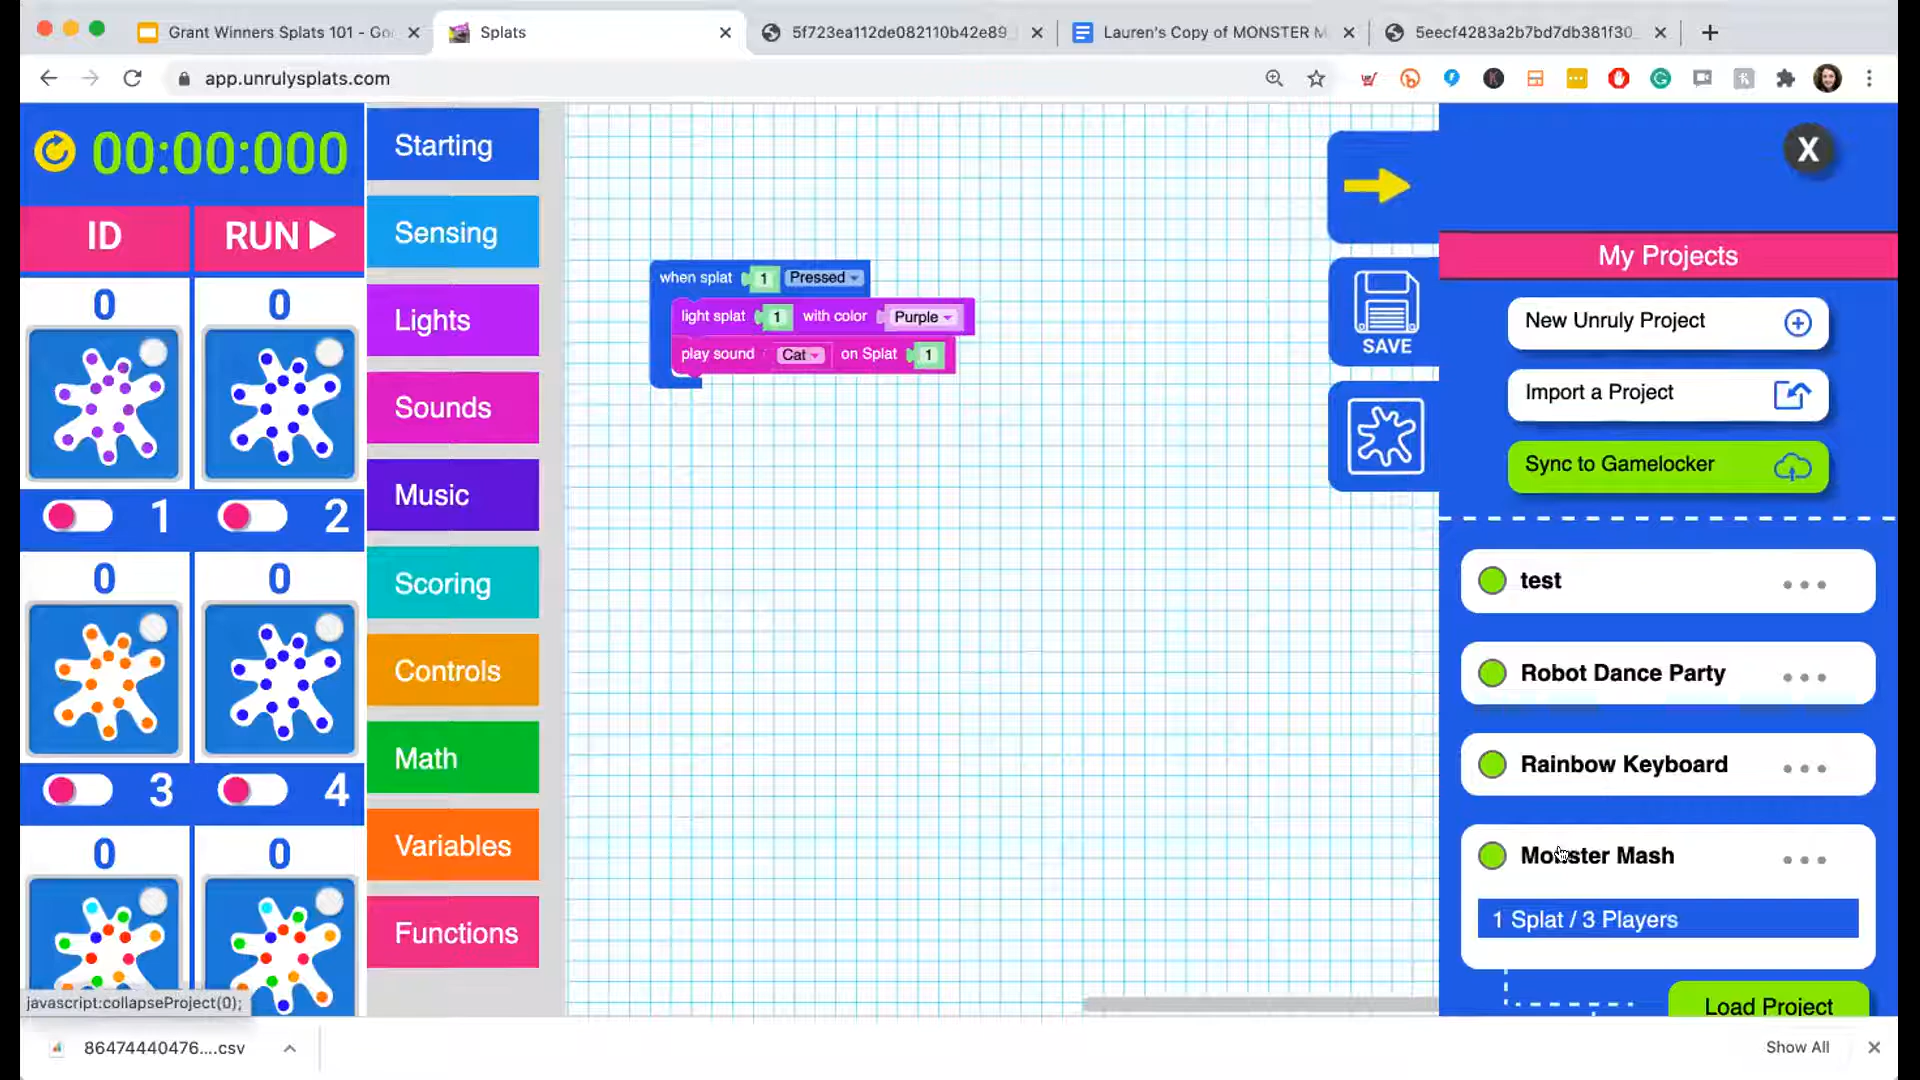 Grant Winners Splats 101 - Go
Splats
5f723ea112de082110b42e89
Lauren's Copy of MONSTER M
5eecf4283a2b7bd7db381f30
app.unrulysplats.com
00:00:000
ID
RUN
0
0
1
2
0
0
3
4
0
0
Starting
Sensing
Lights
Sounds
Music
Scoring
Controls
Math
Variables
Functions
when splat 1 Pressed
light splat 1 with color Purple
play sound Cat on Splat 1
SAVE
X
My Projects
New Unruly Project
Import a Project
Sync to Gamelocker
test
Robot Dance Party
Rainbow Keyboard
Monster Mash
1 Splat / 3 Players
Load Project
javascript:collapseProject(0);
86474440476....csv
Show All